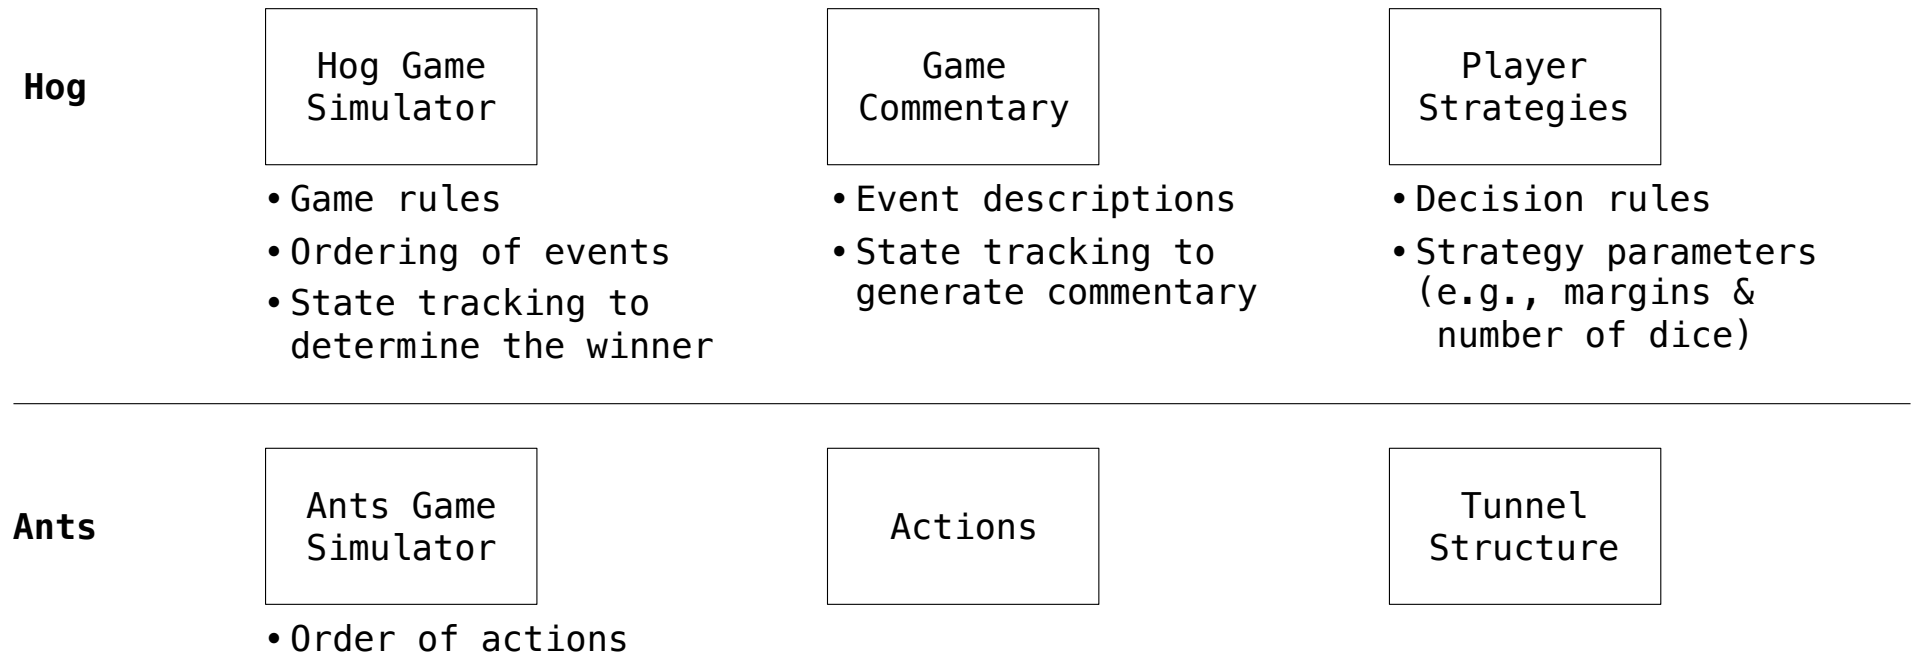 Hog
Hog Game
Simulator
• Game rules
• Ordering of events
• State tracking to
determine the winner
Game
Commentary
• Event descriptions
• State tracking to
generate commentary
Player
Strategies
• Decision rules
• Strategy parameters
(e.g., margins &
number of dice)
Ants
Ants Game
Simulator
• Order of actions
Actions
Tunnel
Structure